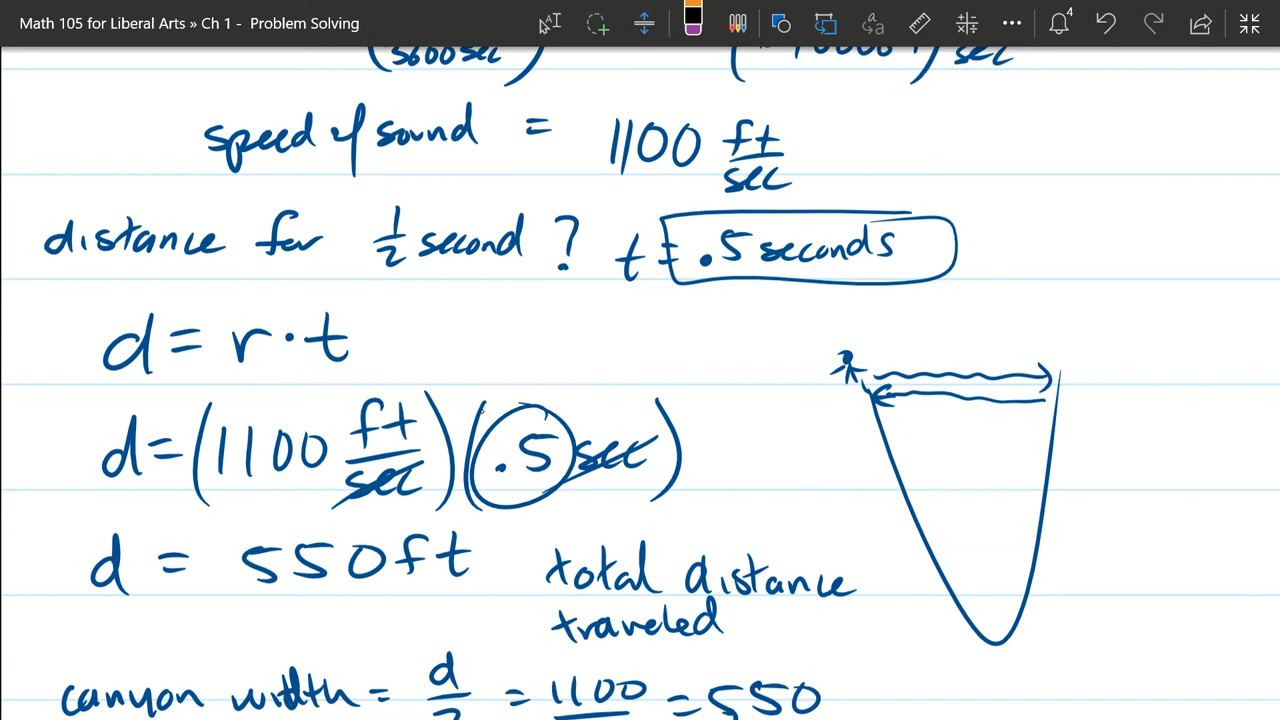 Math 105 for Liberal Arts » Ch 1 - Problem Solving
4
speed of sound = 1100 ft/sec
distance for 1/2 second? t = .5 seconds
d = r · t
d = (1100 ft/sec)(.5 sec)
d = 550 ft total distance
traveled
canyon width = d/2 = 1100 = 550